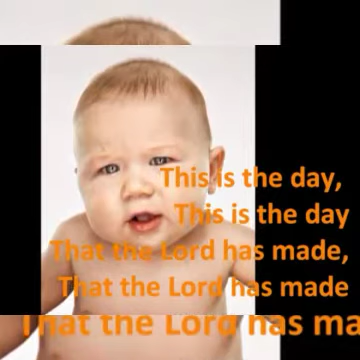 This is the day,
This is the day
That the Lord has made,
That the Lord has made
That the Lord has ma